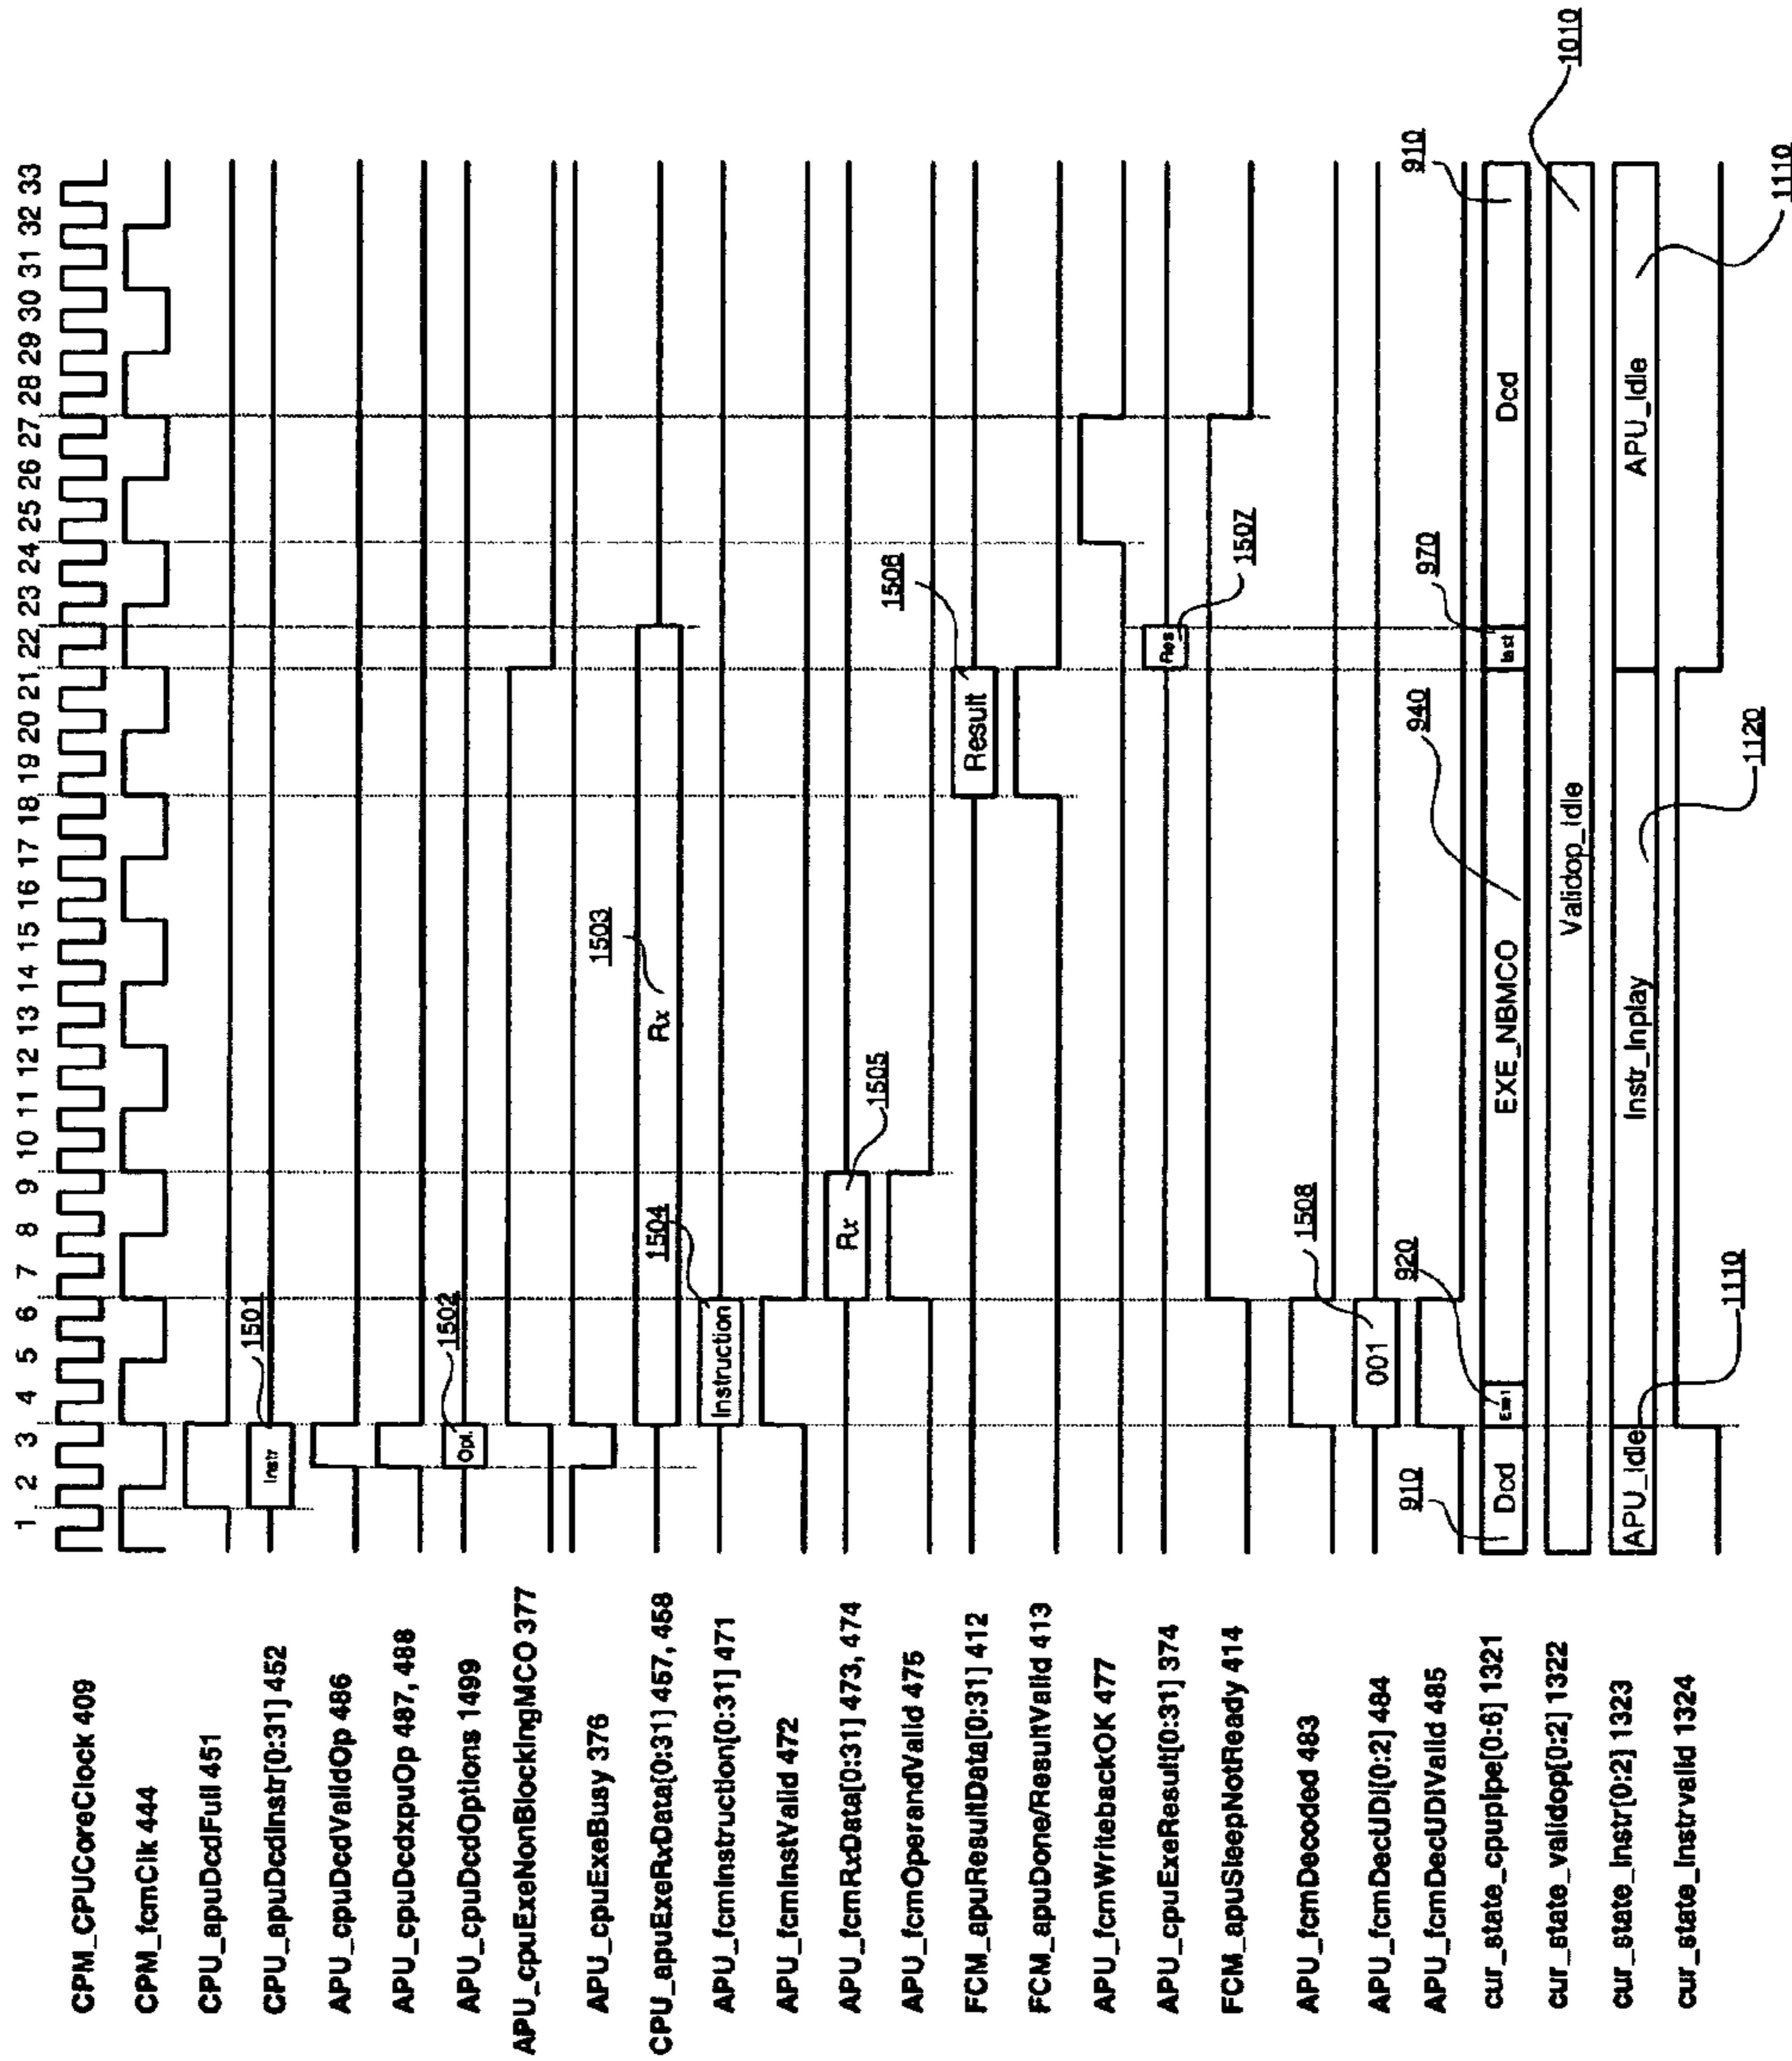 1 2 3 4 5 6 7 8 9 10 11 12 13 14 15 16 17 18 19 20 21 22 23 24 25 26 27 28 29 30 31 32 33
CPM_CPUCoreClock 409
CPM_fcmClk 444
CPU_apuDcdFull 451
CPU_apuDcdInstr[0:31] 452
Instr
1501
APU_cpuDcdValidOp 486
APU_cpuDcdxpuOp 487, 488
APU_cpuDcdOptions 1499
Opt.
1502
APU_cpuExeNonBlockingMCO 377
APU_cpuExeBusy 376
CPU_apuExeRxData[0:31] 457, 458
Rx
1503
APU_fcmInstruction[0:31] 471
Instruction
1504
APU_fcmInstValid 472
APU_fcmRxData[0:31] 473, 474
Rx
1505
APU_fcmOperandValid 475
FCM_apuResultData[0:31] 412
Result
1506
FCM_apuDone/ResultValid 413
APU_fcmWritebackOK 477
APU_cpuExeResult[0:31] 374
Res
1507
FCM_apuSleepNotReady 414
APU_fcmDecoded 483
APU_fcmDecUDI[0:2] 484
001
1508
APU_fcmDecUDIValid 485
cur_state_cpupipe[0:6] 1321
910
Dcd
920
Exe1
EXE_NBMCO
940
last
970
Dcd
910
cur_state_validop[0:2] 1322
Validop_Idle
1010
cur_state_Instr[0:2] 1323
APU_Idle
1110
Instr_Inplay
1120
APU_Idle
1110
cur_state_Instrvalid 1324